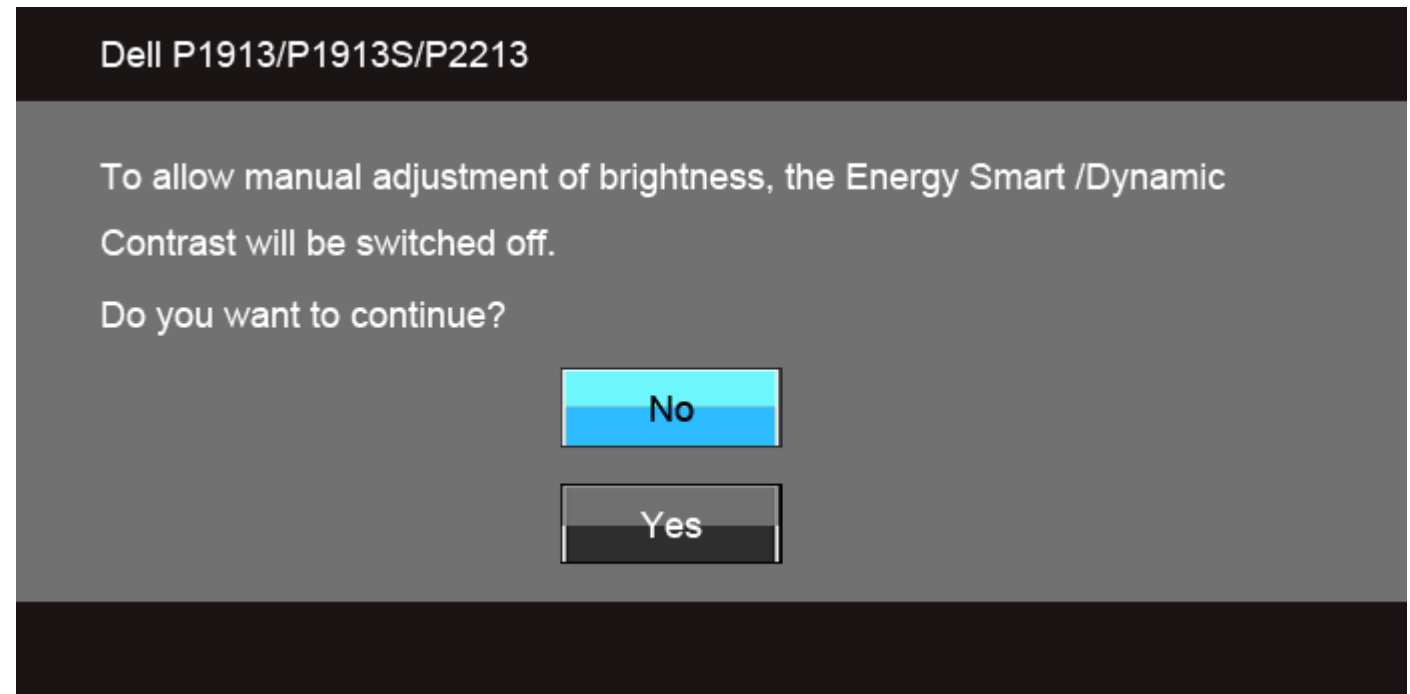 Dell P1913/P1913S/P2213
To allow manual adjustment of brightness, the Energy Smart /Dynamic
Contrast will be switched off.
Do you want to continue?
No
Yes